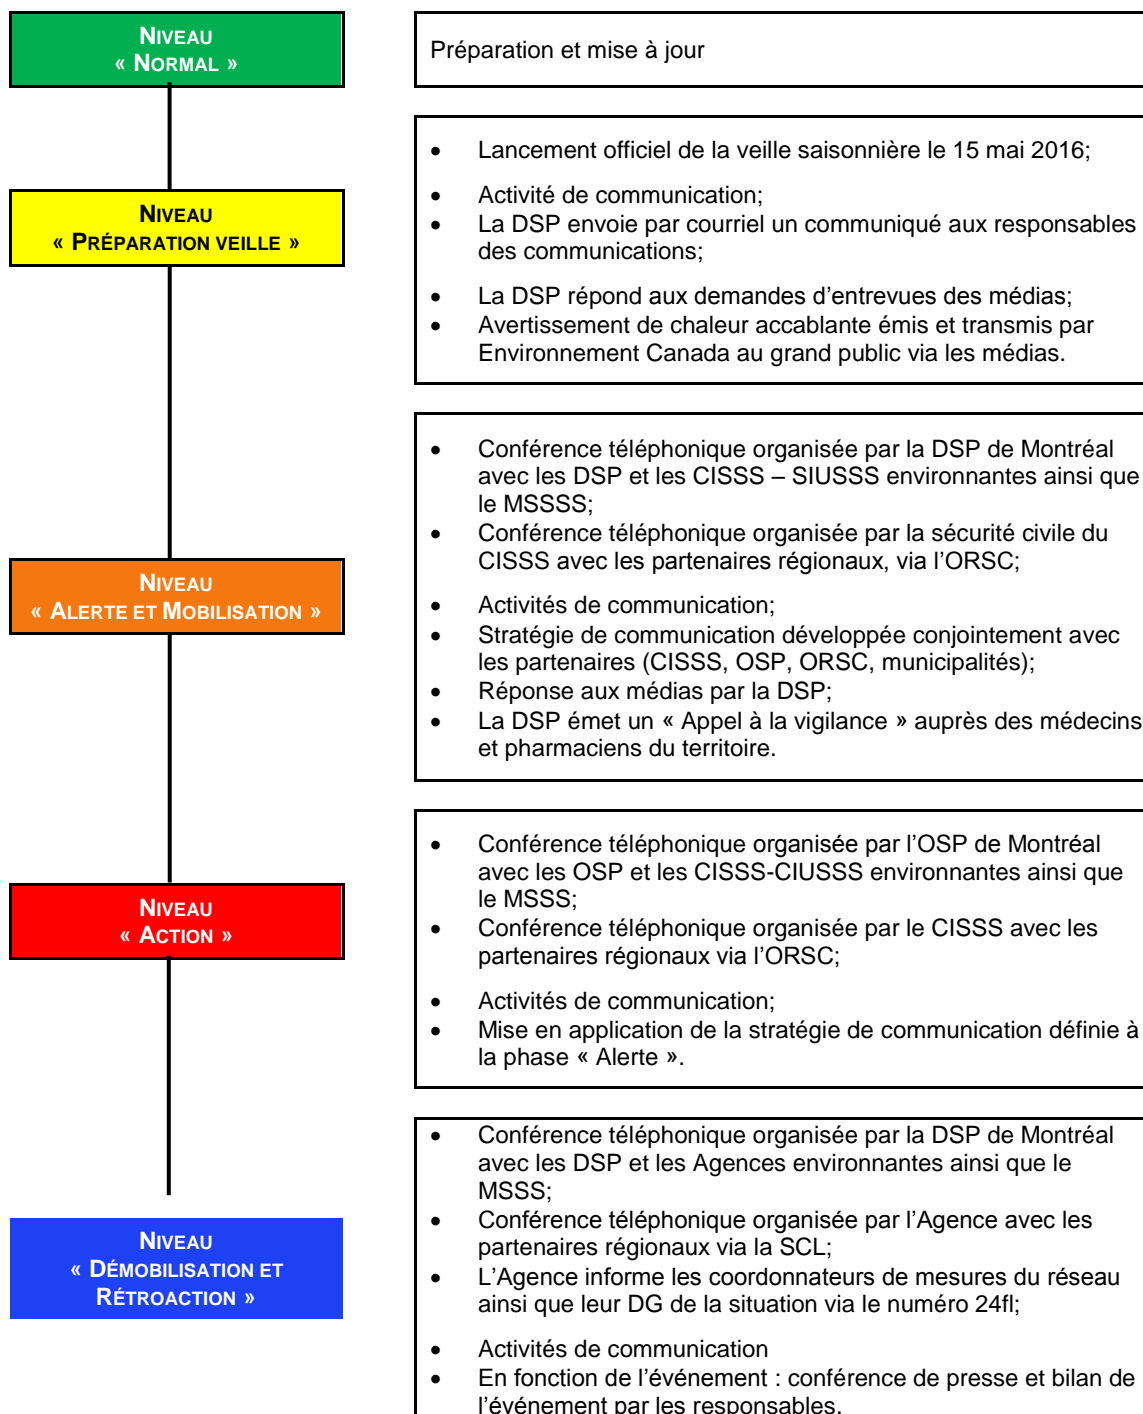 NIVEAU
« NORMAL »
Préparation et mise à jour
NIVEAU
« PRÉPARATION VEILLE »
• Lancement officiel de la veille saisonnière le 15 mai 2016;
• Activité de communication;
• La DSP envoie par courriel un communiqué aux responsables
des communications;
• La DSP répond aux demandes d’entrevues des médias;
• Avertissement de chaleur accablante émis et transmis par
Environnement Canada au grand public via les médias.
NIVEAU
« ALERTE ET MOBILISATION »
• Conférence téléphonique organisée par la DSP de Montréal
avec les DSP et les CISSS – SIUSSS environnantes ainsi que
le MSSSS;
• Conférence téléphonique organisée par la sécurité civile du
CISSS avec les partenaires régionaux, via l’ORSC;
• Activités de communication;
• Stratégie de communication développée conjointement avec
les partenaires (CISSS, OSP, ORSC, municipalités);
• Réponse aux médias par la DSP;
• La DSP émet un « Appel à la vigilance » auprès des médecins
et pharmaciens du territoire.
NIVEAU
« ACTION »
• Conférence téléphonique organisée par l’OSP de Montréal
avec les OSP et les CISSS-CIUSSS environnantes ainsi que
le MSSS;
• Conférence téléphonique organisée par le CISSS avec les
partenaires régionaux via l’ORSC;
• Activités de communication;
• Mise en application de la stratégie de communication définie à
la phase « Alerte ».
NIVEAU
« DÉMOBILISATION ET
RÉTROACTION »
• Conférence téléphonique organisée par la DSP de Montréal
avec les DSP et les Agences environnantes ainsi que le
MSSS;
• Conférence téléphonique organisée par l’Agence avec les
partenaires régionaux via la SCL;
• L’Agence informe les coordonnateurs de mesures du réseau
ainsi que leur DG de la situation via le numéro 24fl;
• Activités de communication
• En fonction de l’événement : conférence de presse et bilan de
l’événement par les responsables.